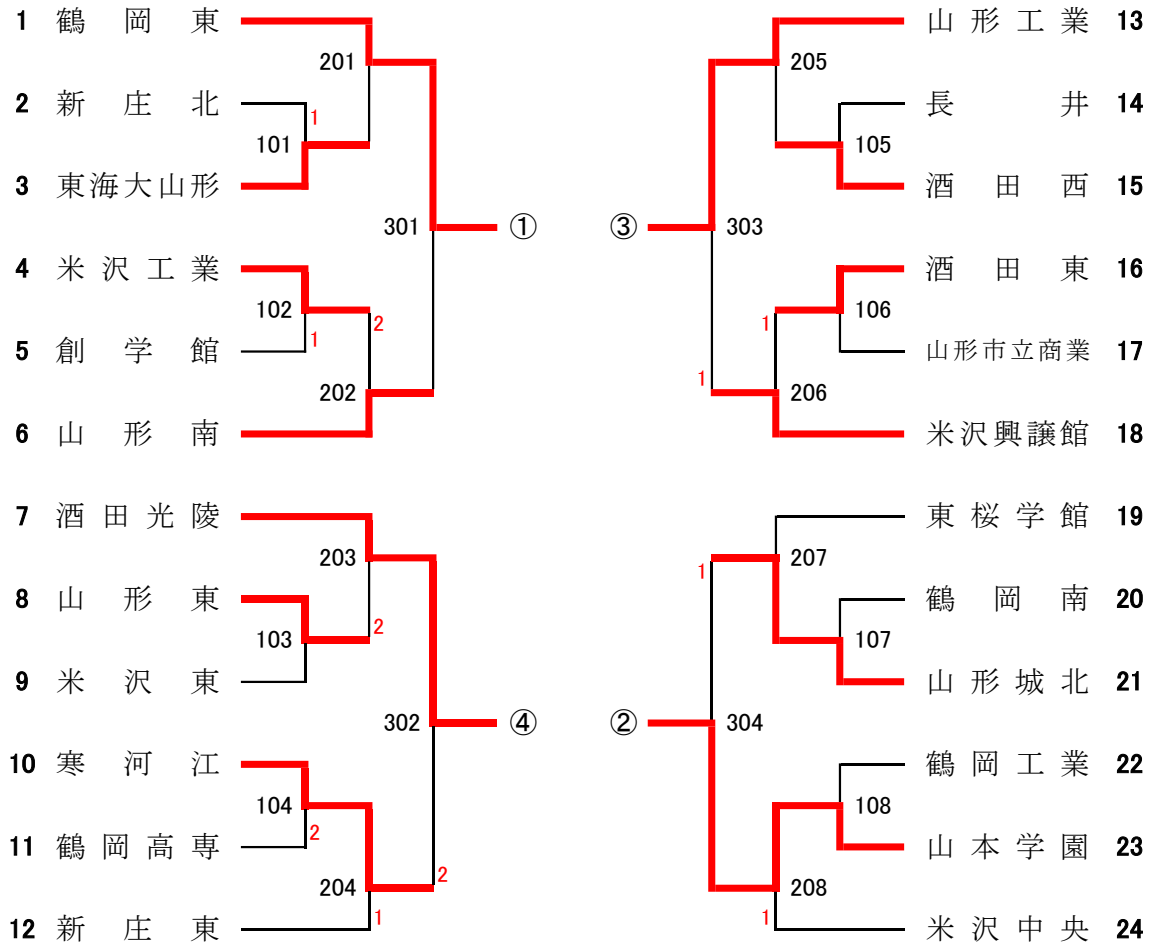 1 鶴岡東
201
2 新庄北
1
101
3 東海大山形
301 ①
4 米沢工業
102
2
1
5 創学館
202
6 山形南
7 酒田光陵
203
8 山形東
103
2
9 米沢東
302 ④
10 寒河江
104
2
11 鶴岡高専
2
204
1
12 新庄東
山形工業 13
205
長井 14
105
酒田西 15
③ 303
酒田東 16
106
1
山形市立商業 17
1
206
米沢興譲館 18
東桜学館 19
207
1
鶴岡南 20
107
山形城北 21
② 304
鶴岡工業 22
108
山本学園 23
208
1
米沢中央 24